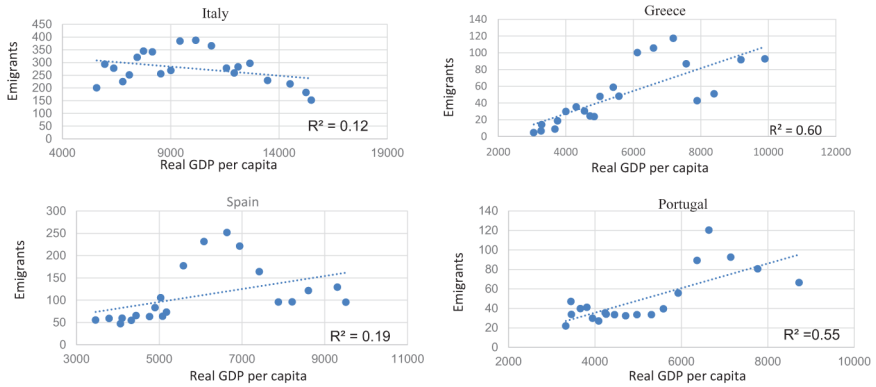 Italy
450
400
350
300
250
200
150
100
50
0
Emigrants
R² = 0.12
4000 9000 14000 19000
Real GDP per capita
Greece
140
120
100
80
60
40
20
0
Emigrants
R² = 0.60
2000 4000 6000 8000 10000 12000
Real GDP per capita
Spain
300
250
200
150
100
50
0
Emigrants
R² = 0.19
3000 5000 7000 9000 11000
Real GDP per capita
Portugal
140
120
100
80
60
40
20
0
Emigrants
R² =0.55
2000 4000 6000 8000 10000
Real GDP per capita